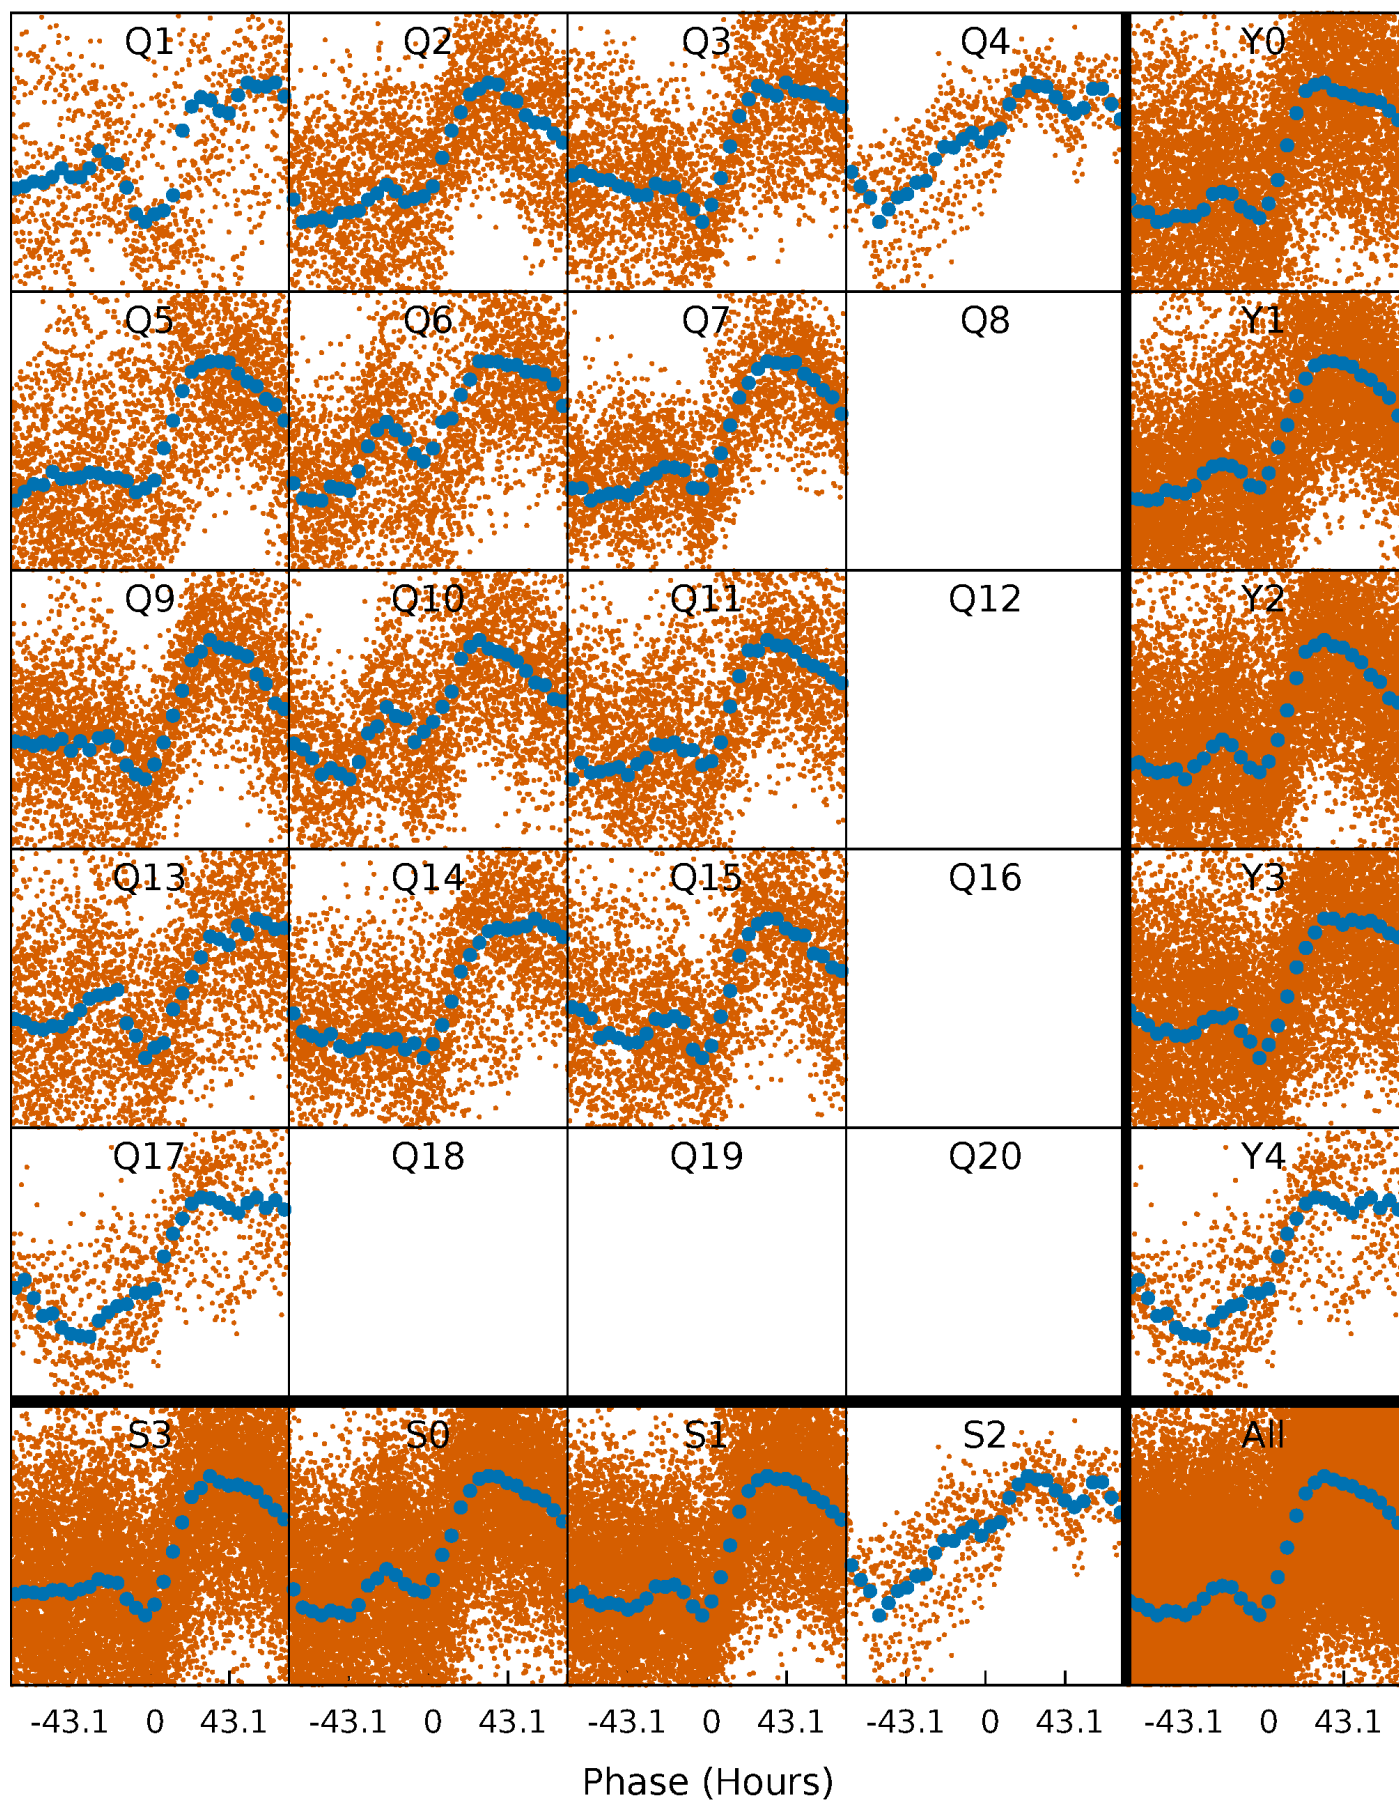 Q1 Q2 Q3 Q4 Y0
Q5 Q6 Q7 Q8 Y1
Q9 Q10 Q11 Q12 Y2
Q13 Q14 Q15 Q16 Y3
Q17 Q18 Q19 Q20 Y4
S3 S0 S1 S2 All
-43.1 0 43.1 -43.1 0 43.1 -43.1 0 43.1 -43.1 0 43.1 -43.1 0 43.1
Phase (Hours)